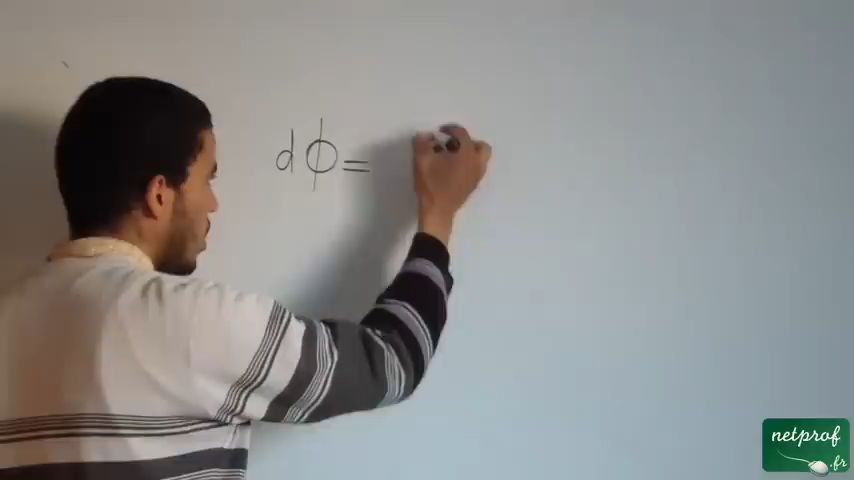 dϕ=
netprof
.fr